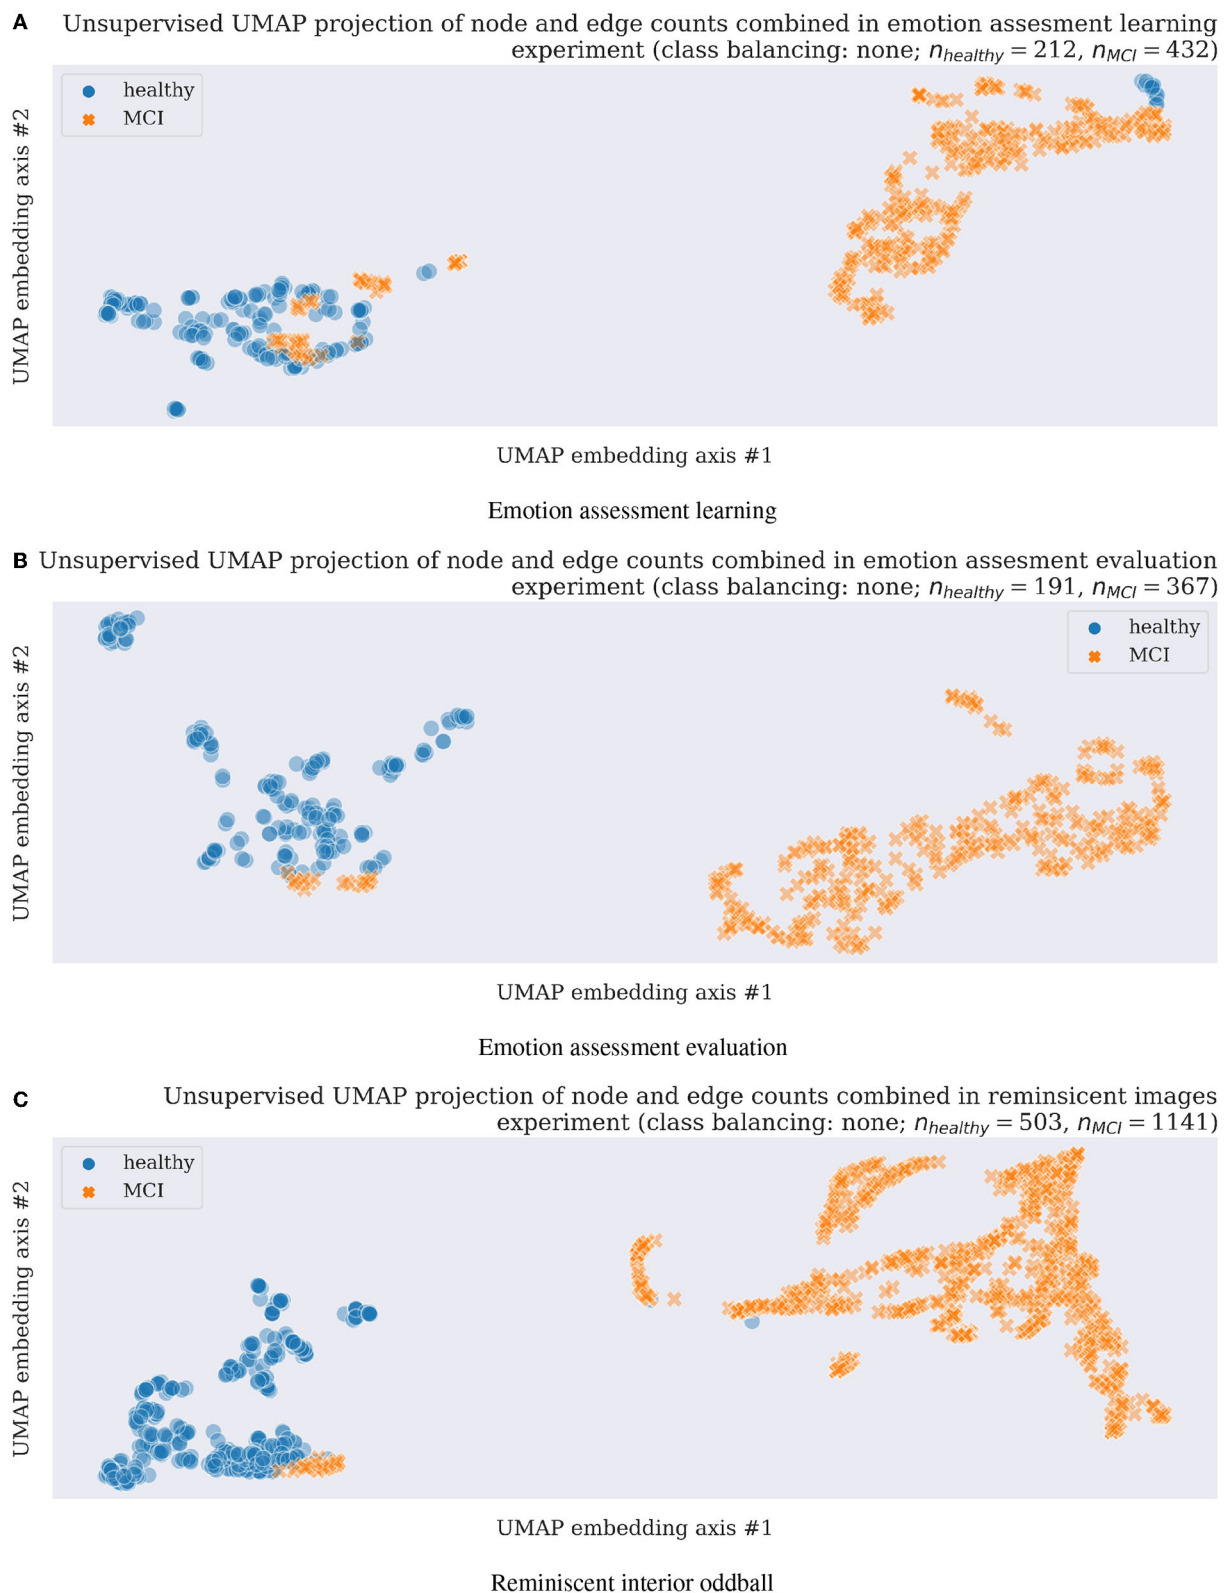 A Unsupervised UMAP projection of node and edge counts combined in emotion assesment learning
experiment (class balancing: none; n_healthy = 212, n_MCI = 432)
healthy
MCI
UMAP embedding axis #2
UMAP embedding axis #1
Emotion assessment learning
B Unsupervised UMAP projection of node and edge counts combined in emotion assesment evaluation
experiment (class balancing: none; n_healthy = 191, n_MCI = 367)
healthy
MCI
UMAP embedding axis #2
UMAP embedding axis #1
Emotion assessment evaluation
C Unsupervised UMAP projection of node and edge counts combined in reminsicent images
experiment (class balancing: none; n_healthy = 503, n_MCI = 1141)
healthy
MCI
UMAP embedding axis #2
UMAP embedding axis #1
Reminiscent interior oddball